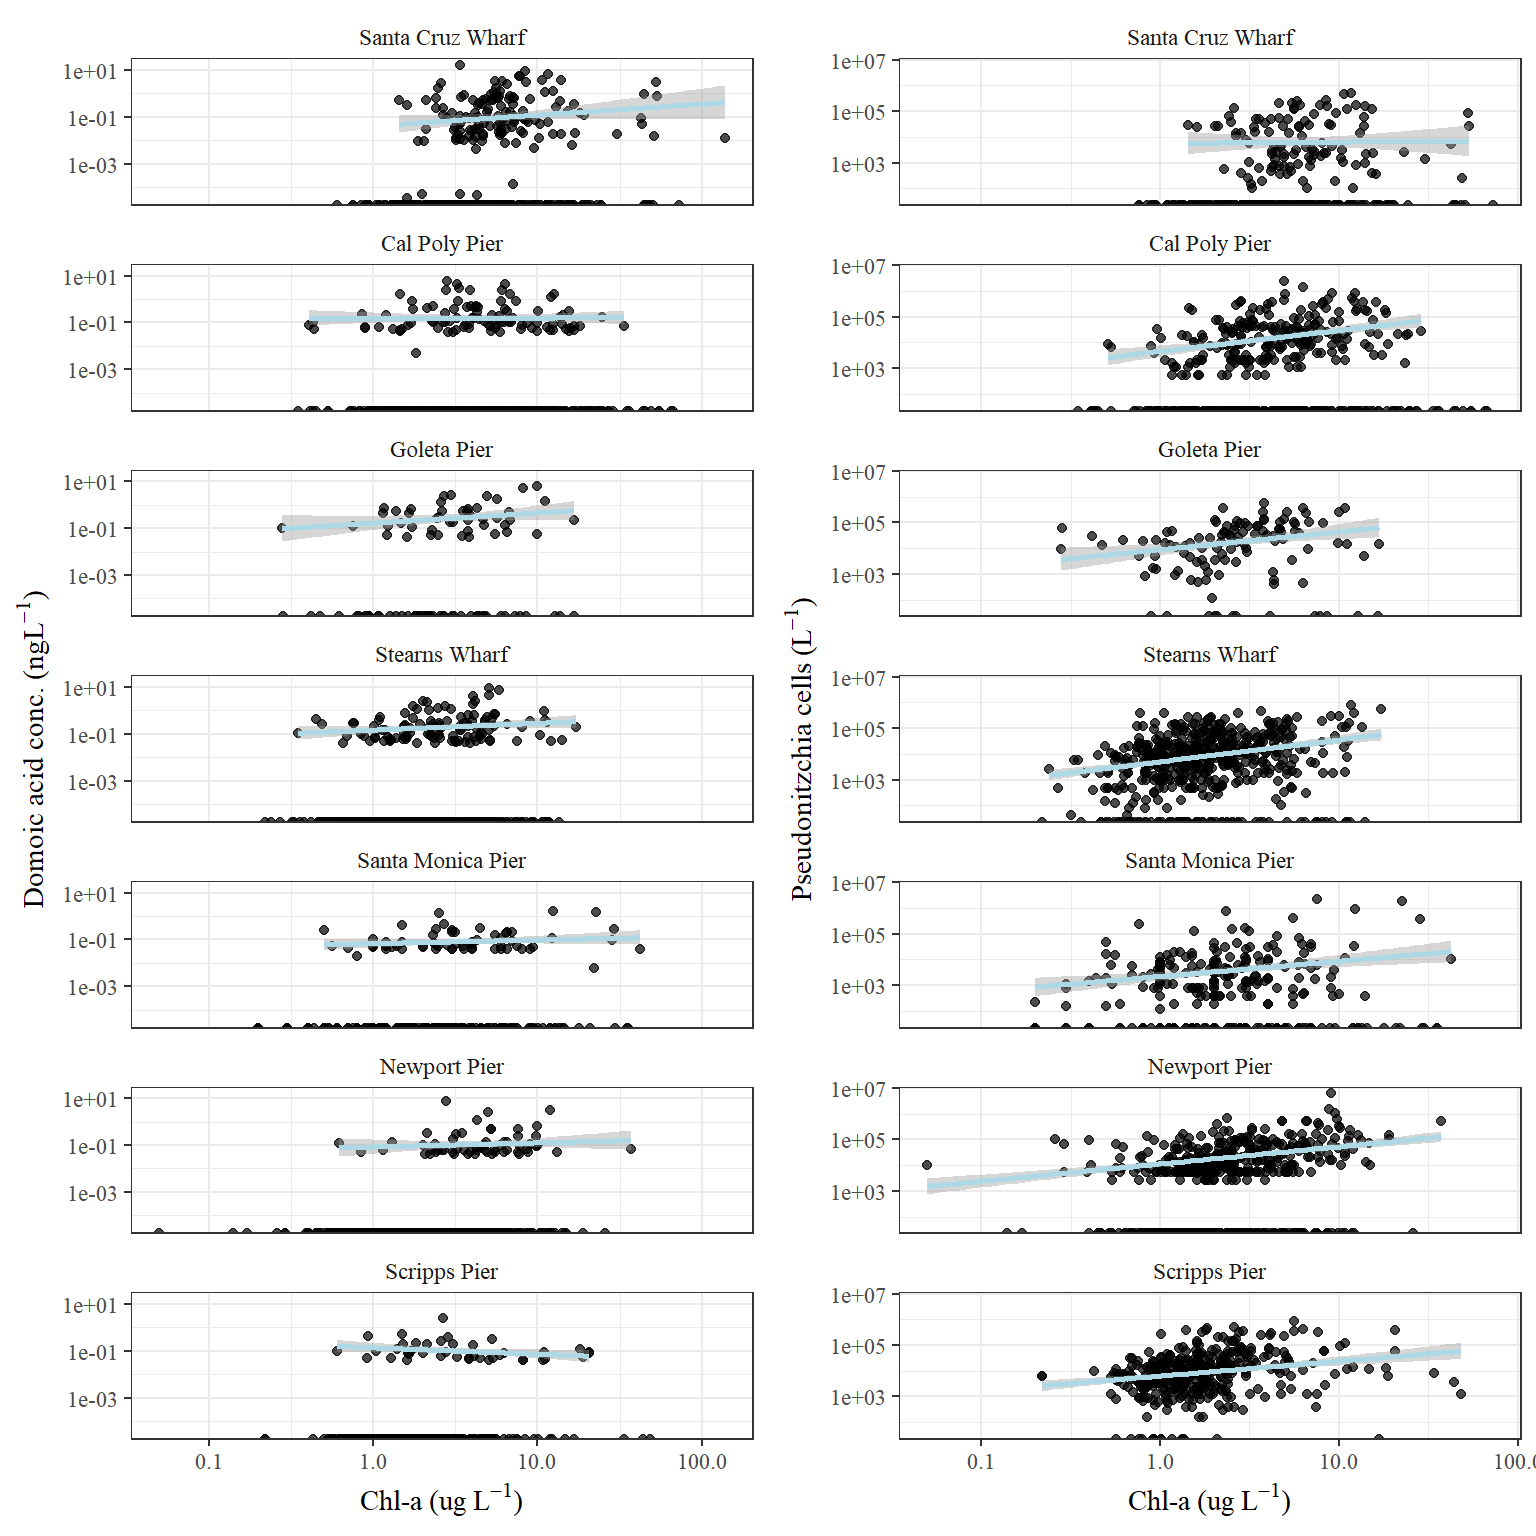 Santa Cruz Wharf
1e+01
1e-01
1e-03
Cal Poly Pier
1e+01
1e-01
1e-03
Goleta Pier
1e+01
1e-01
1e-03
Stearns Wharf
1e+01
1e-01
1e-03
Santa Monica Pier
1e+01
1e-01
1e-03
Newport Pier
1e+01
1e-01
1e-03
Scripps Pier
1e+01
1e-01
1e-03
0.1 1.0 10.0 100.0
Chl-a (ug L−1)
Domoic acid conc. (ngL−1)
Santa Cruz Wharf
1e+07
1e+05
1e+03
Cal Poly Pier
1e+07
1e+05
1e+03
Goleta Pier
1e+07
1e+05
1e+03
Stearns Wharf
1e+07
1e+05
1e+03
Santa Monica Pier
1e+07
1e+05
1e+03
Newport Pier
1e+07
1e+05
1e+03
Scripps Pier
1e+07
1e+05
1e+03
0.1 1.0 10.0 100.0
Chl-a (ug L−1)
Pseudonitzchia cells (L−1)